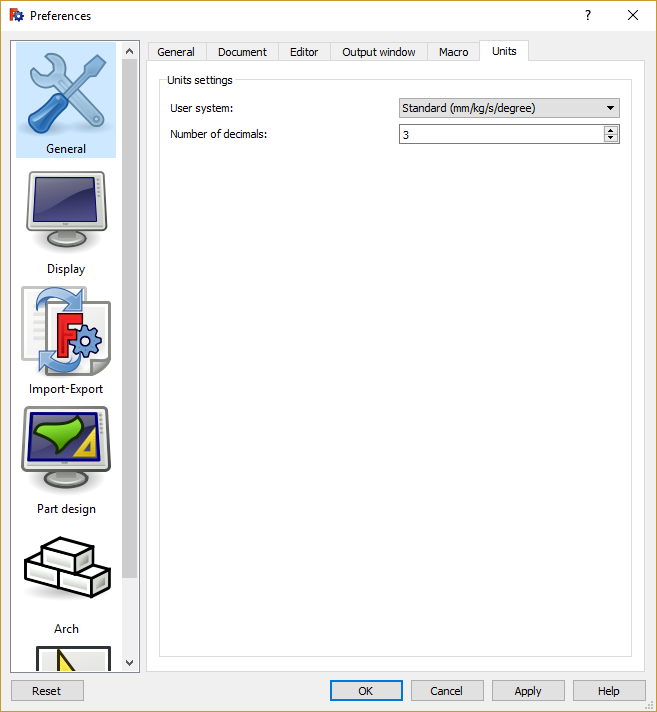 Preferences
?
General Document Editor Output window Macro Units
Units settings
User system: Standard (mm/kg/s/degree)
Number of decimals: 3
General
Display
Import-Export
Part design
Arch
Reset OK Cancel Apply Help